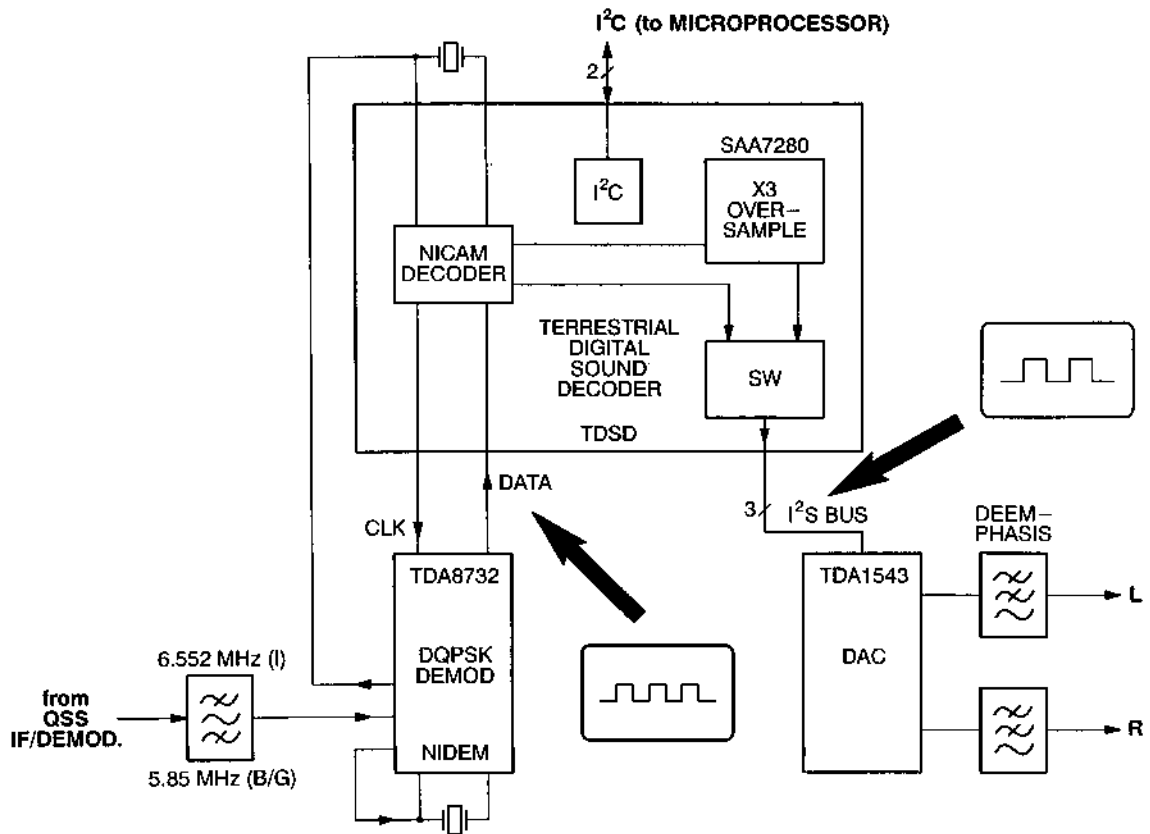 I²C (to MICROPROCESSOR)
2
SAA7280
I²C
X3
OVER–
SAMPLE
NICAM
DECODER
TERRESTRIAL
DIGITAL
SOUND
DECODER
SW
TDSD
DATA
3
I²S BUS
CLK
DEEM–
PHASIS
TDA8732
TDA1543
L
6.552 MHz (I)
DQPSK
DEMOD
DAC
from
QSS
IF/DEMOD.
R
NIDEM
5.85 MHz (B/G)